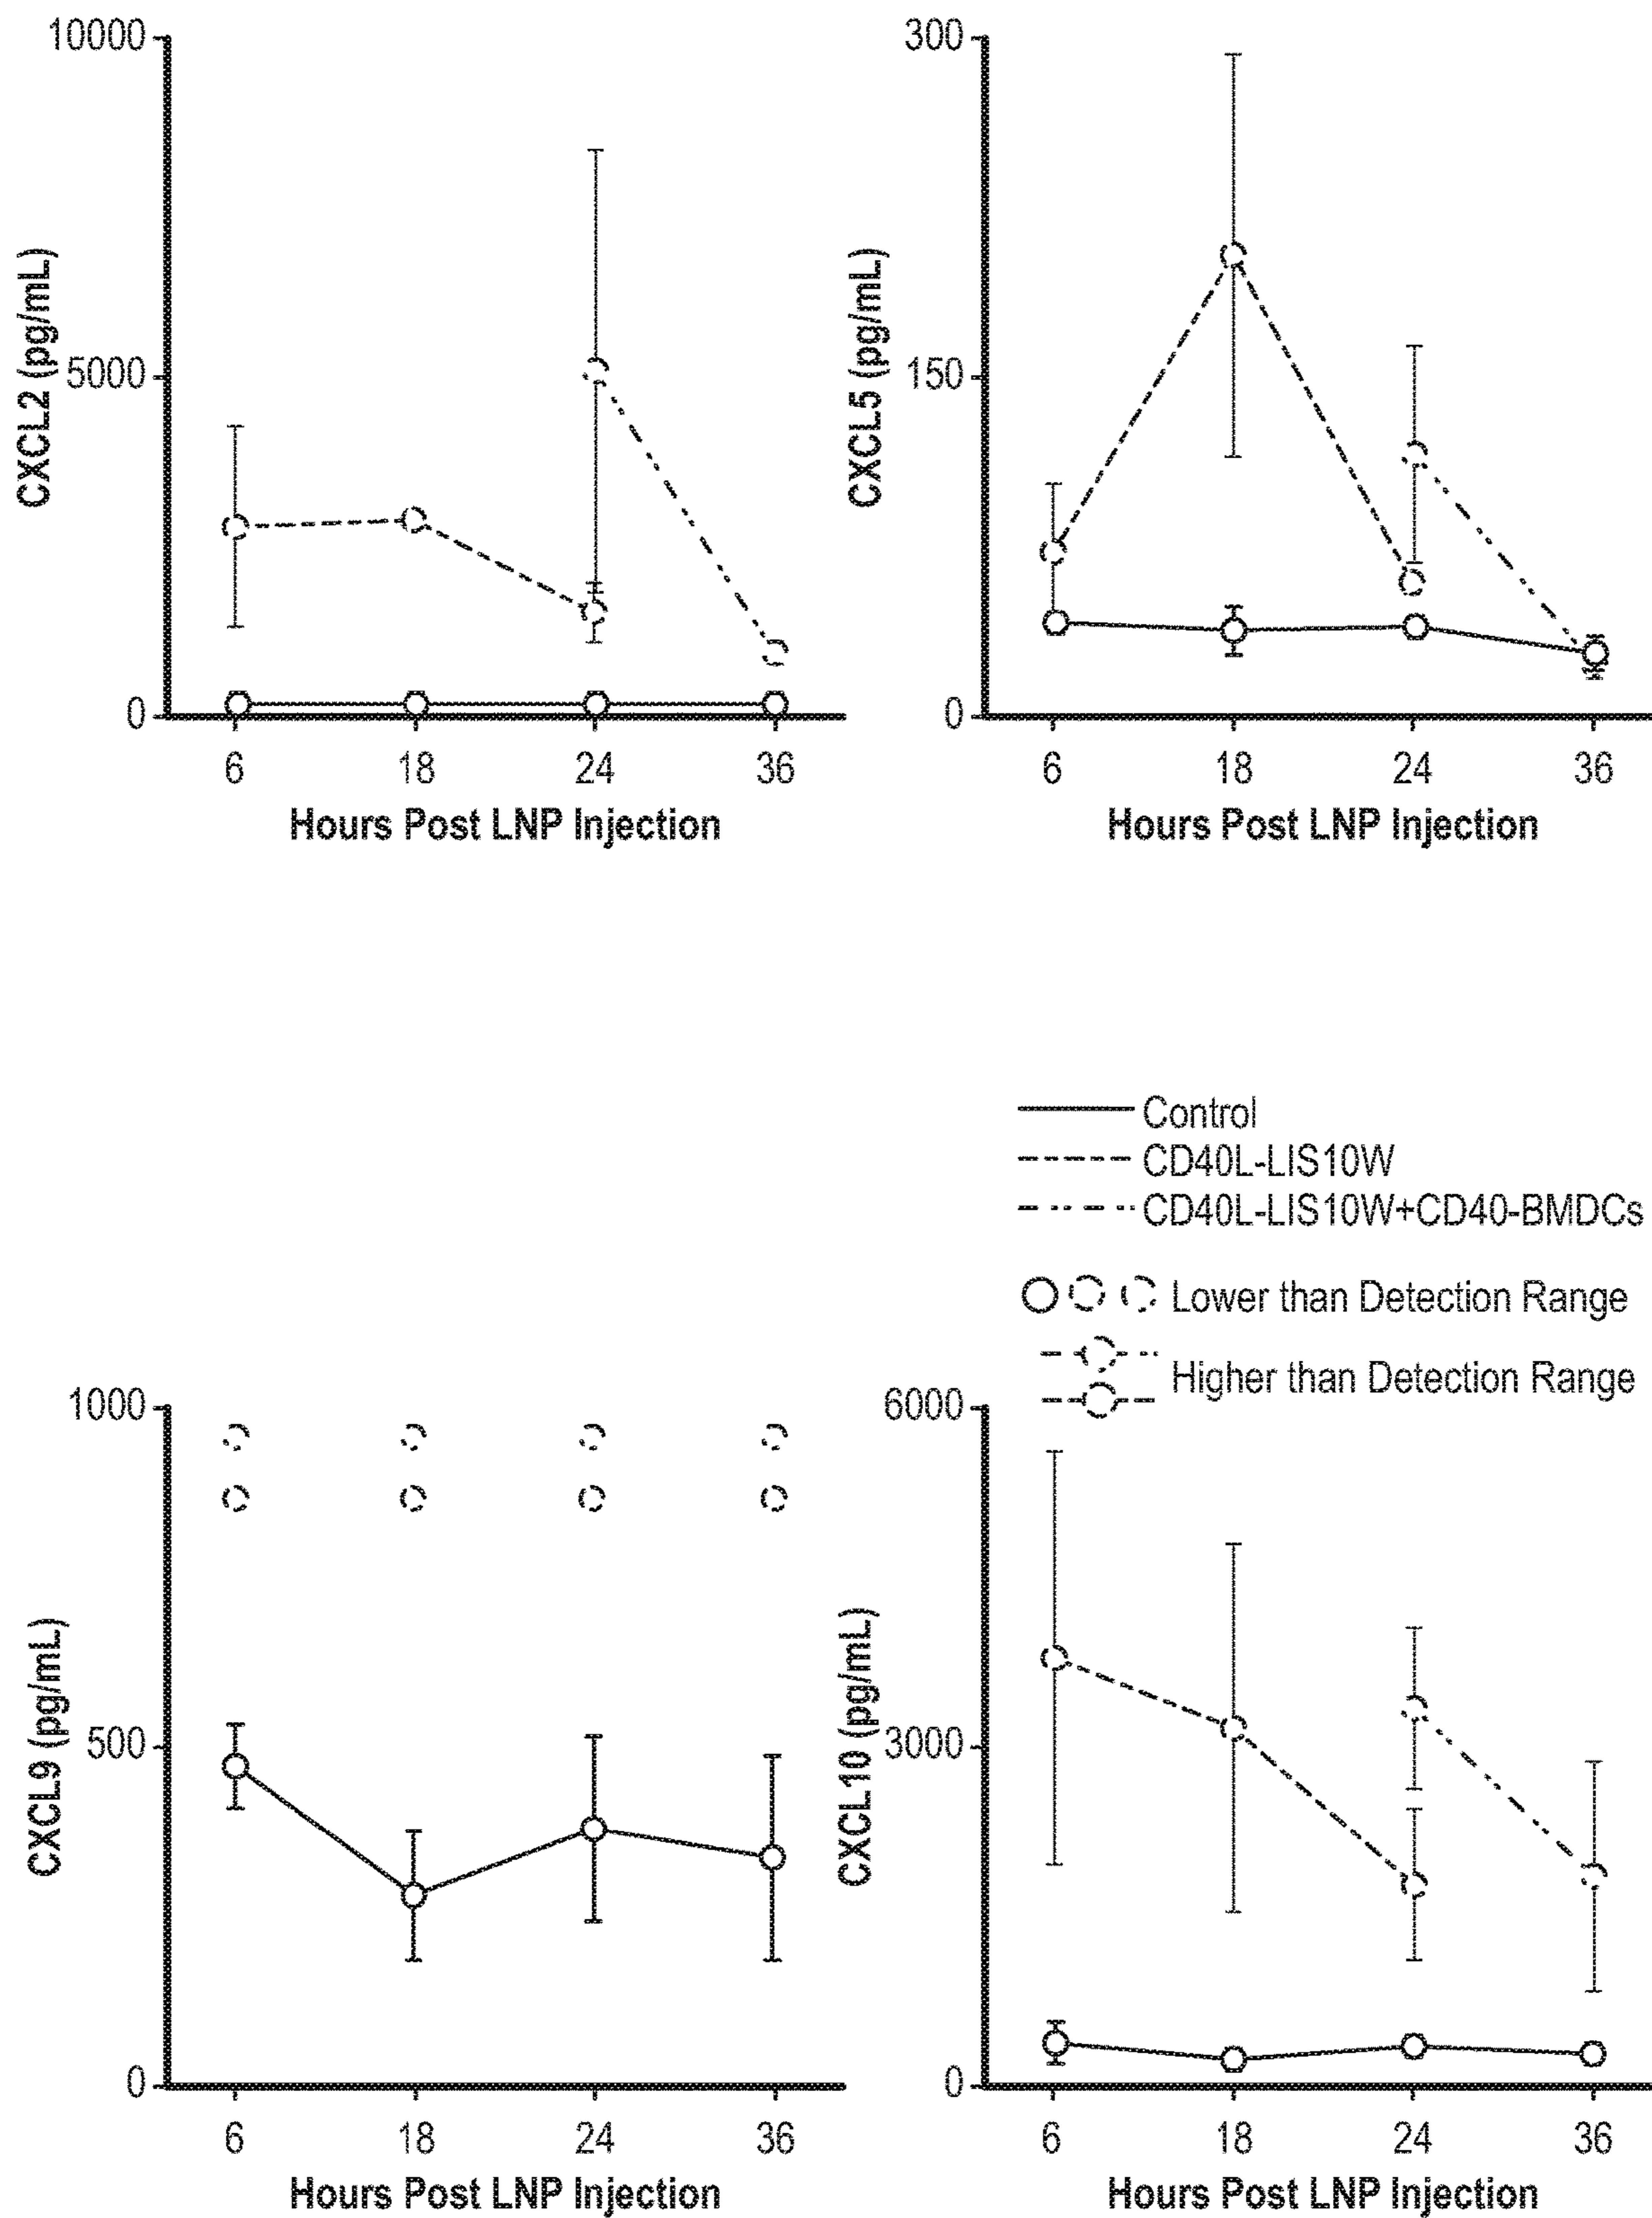 10000
5000
0
CXCL2 (pg/mL)
6 18 24 36
Hours Post LNP Injection
300
150
0
CXCL5 (pg/mL)
6 18 24 36
Hours Post LNP Injection
Control
CD40L-LIS10W
CD40L-LIS10W+CD40-BMDCs
Lower than Detection Range
Higher than Detection Range
1000
500
0
CXCL9 (pg/mL)
6 18 24 36
Hours Post LNP Injection
6000
3000
0
CXCL10 (pg/mL)
6 18 24 36
Hours Post LNP Injection